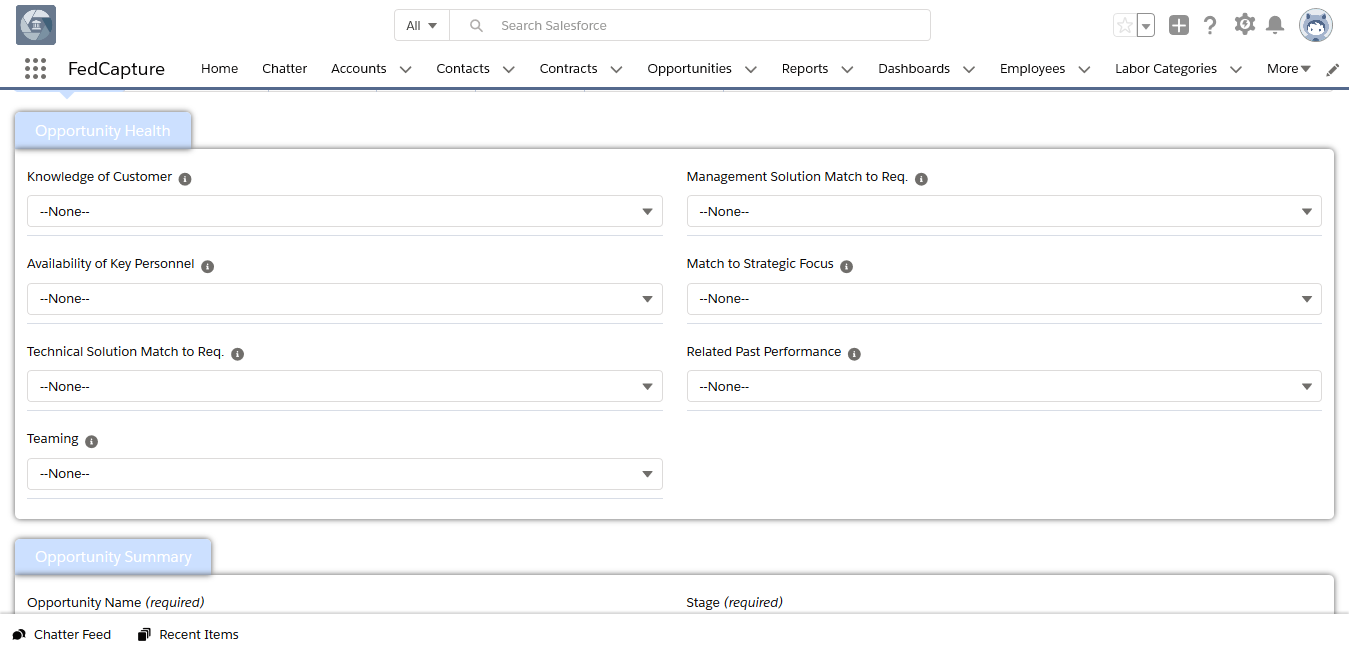 All Search Salesforce
FedCapture Home Chatter Accounts Contacts Contracts Opportunities Reports Dashboards Employees Labor Categories More
Opportunity Health
Knowledge of Customer Management Solution Match to Req.
--None-- --None--
Availability of Key Personnel Match to Strategic Focus
--None-- --None--
Technical Solution Match to Req. Related Past Performance
--None-- --None--
Teaming
--None--
Opportunity Summary
Opportunity Name (required) Stage (required)
Chatter Feed Recent Items